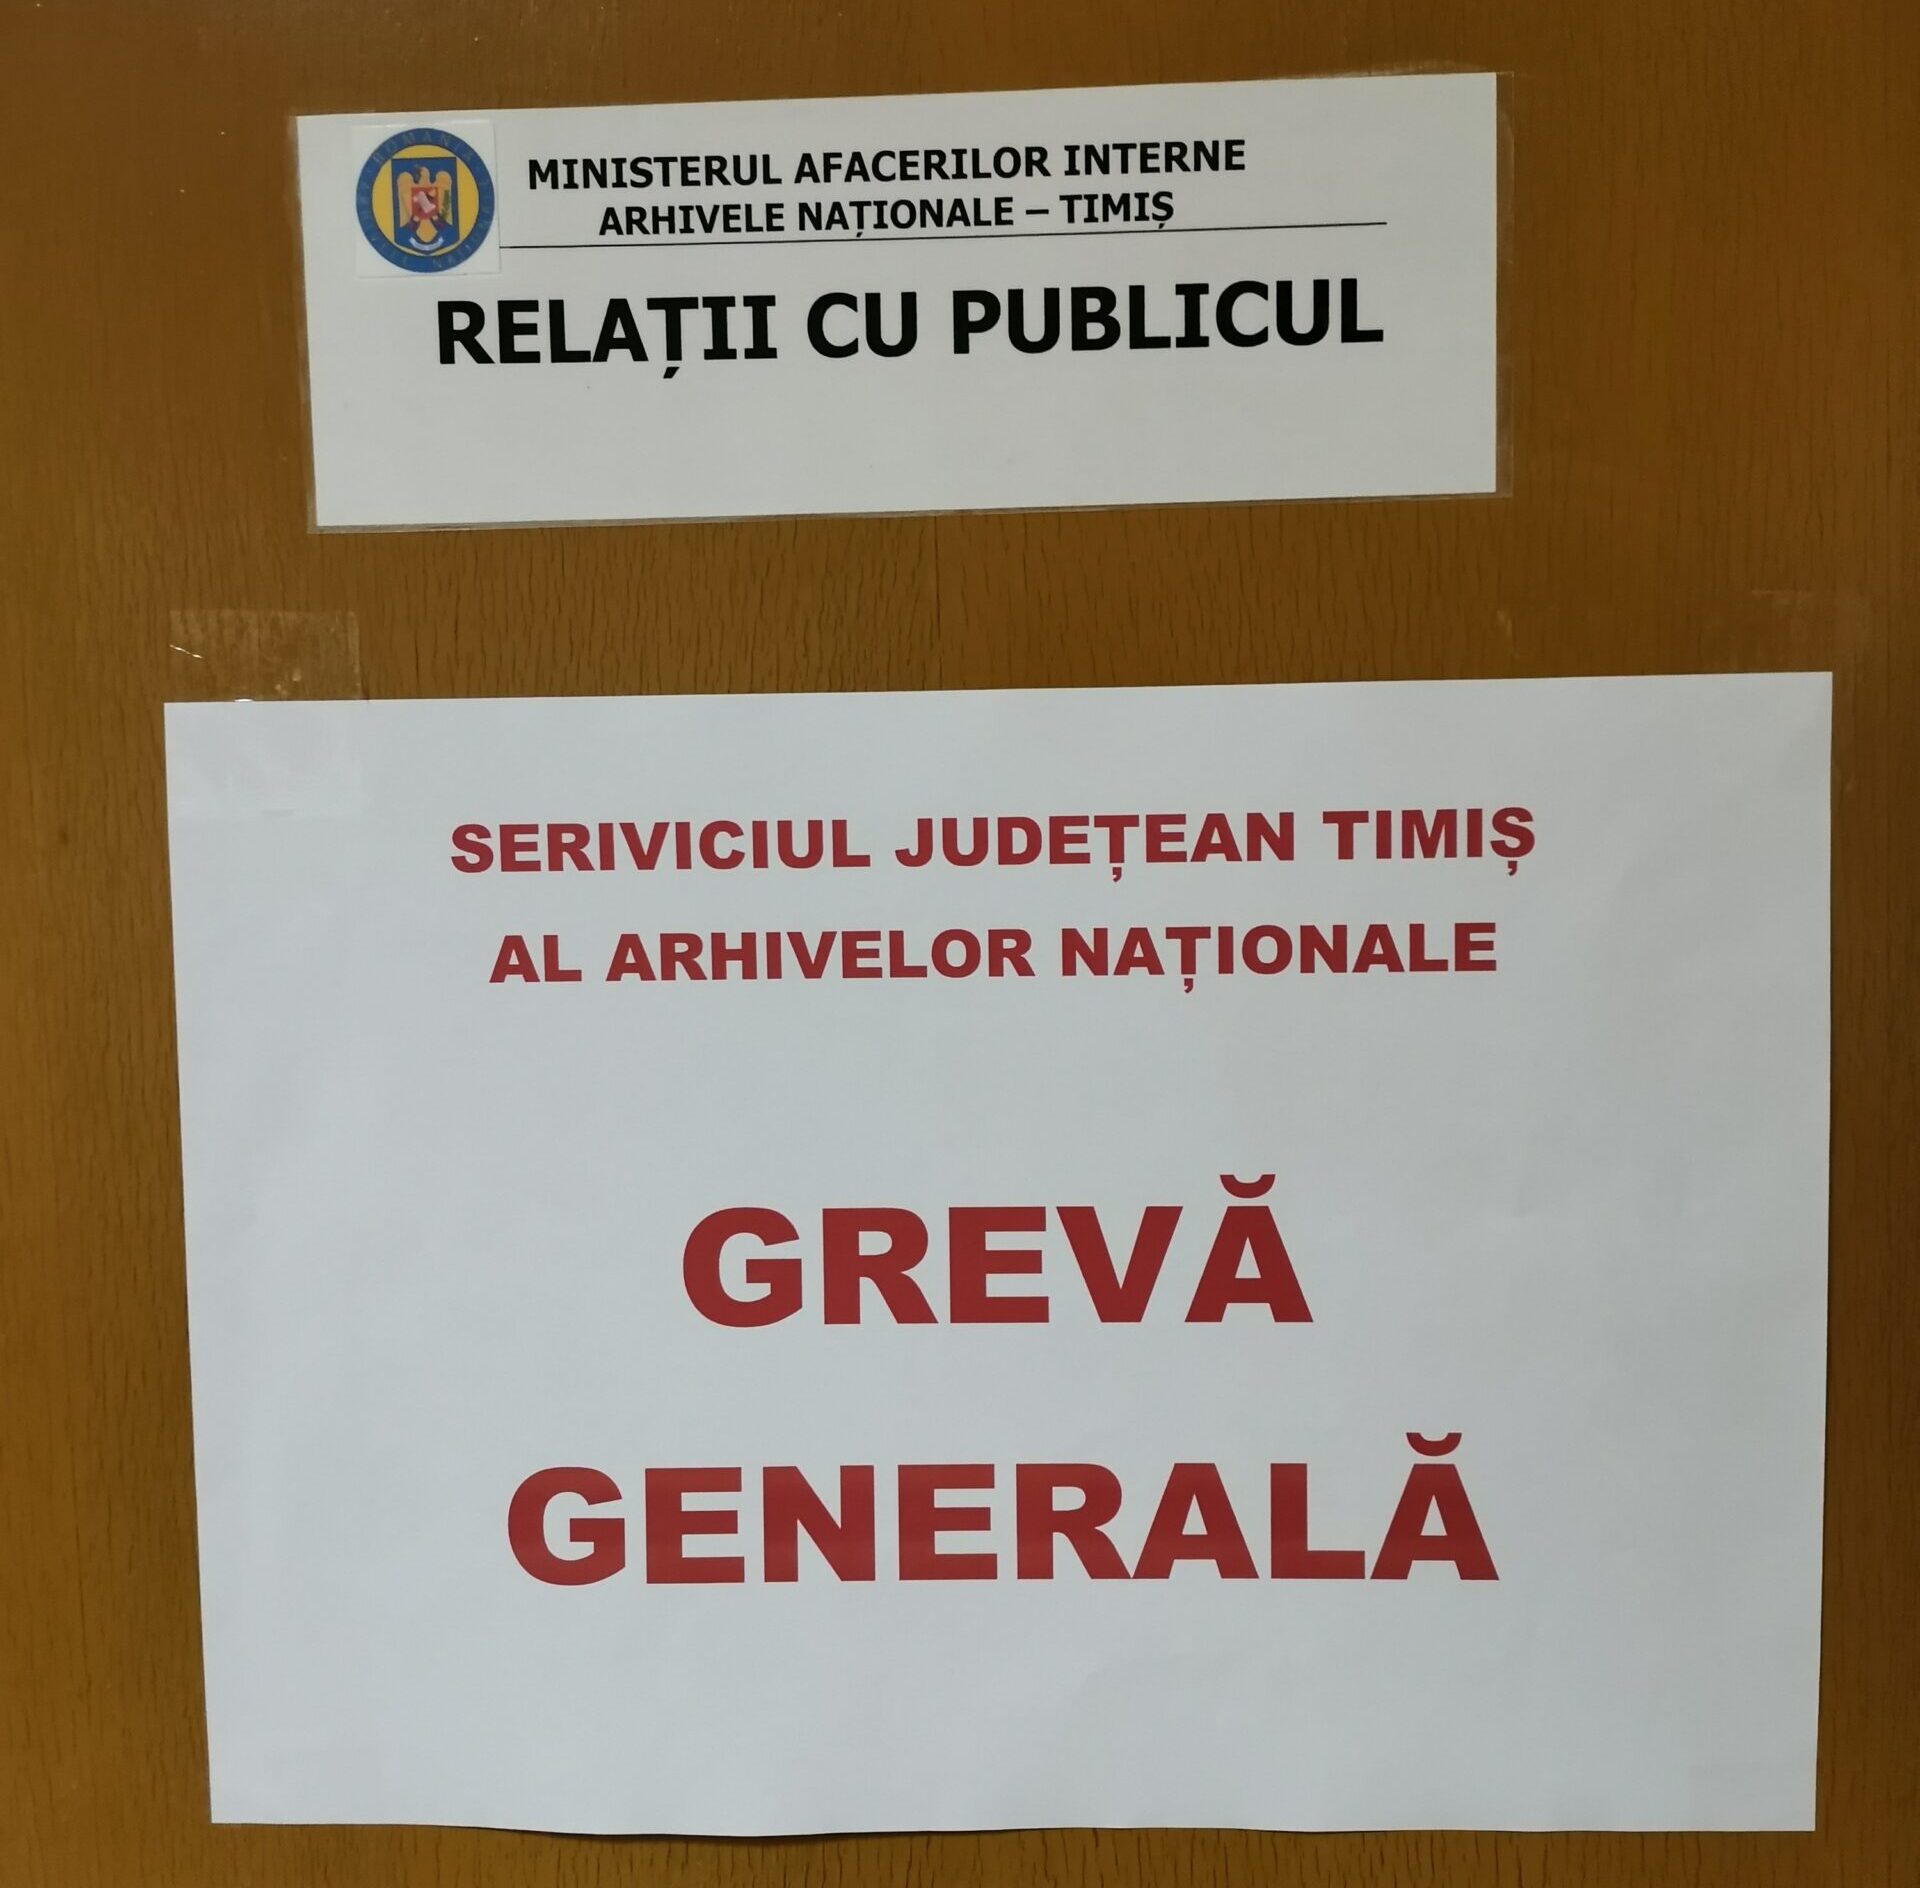 MINISTERUL AFACERILOR INTERNE
ARHIVELE NAȚIONALE – TIMIȘ
RELAȚII CU PUBLICUL
SERIVICIUL JUDEȚEAN TIMIȘ
AL ARHIVELOR NAȚIONALE
GREVĂ
GENERALĂ